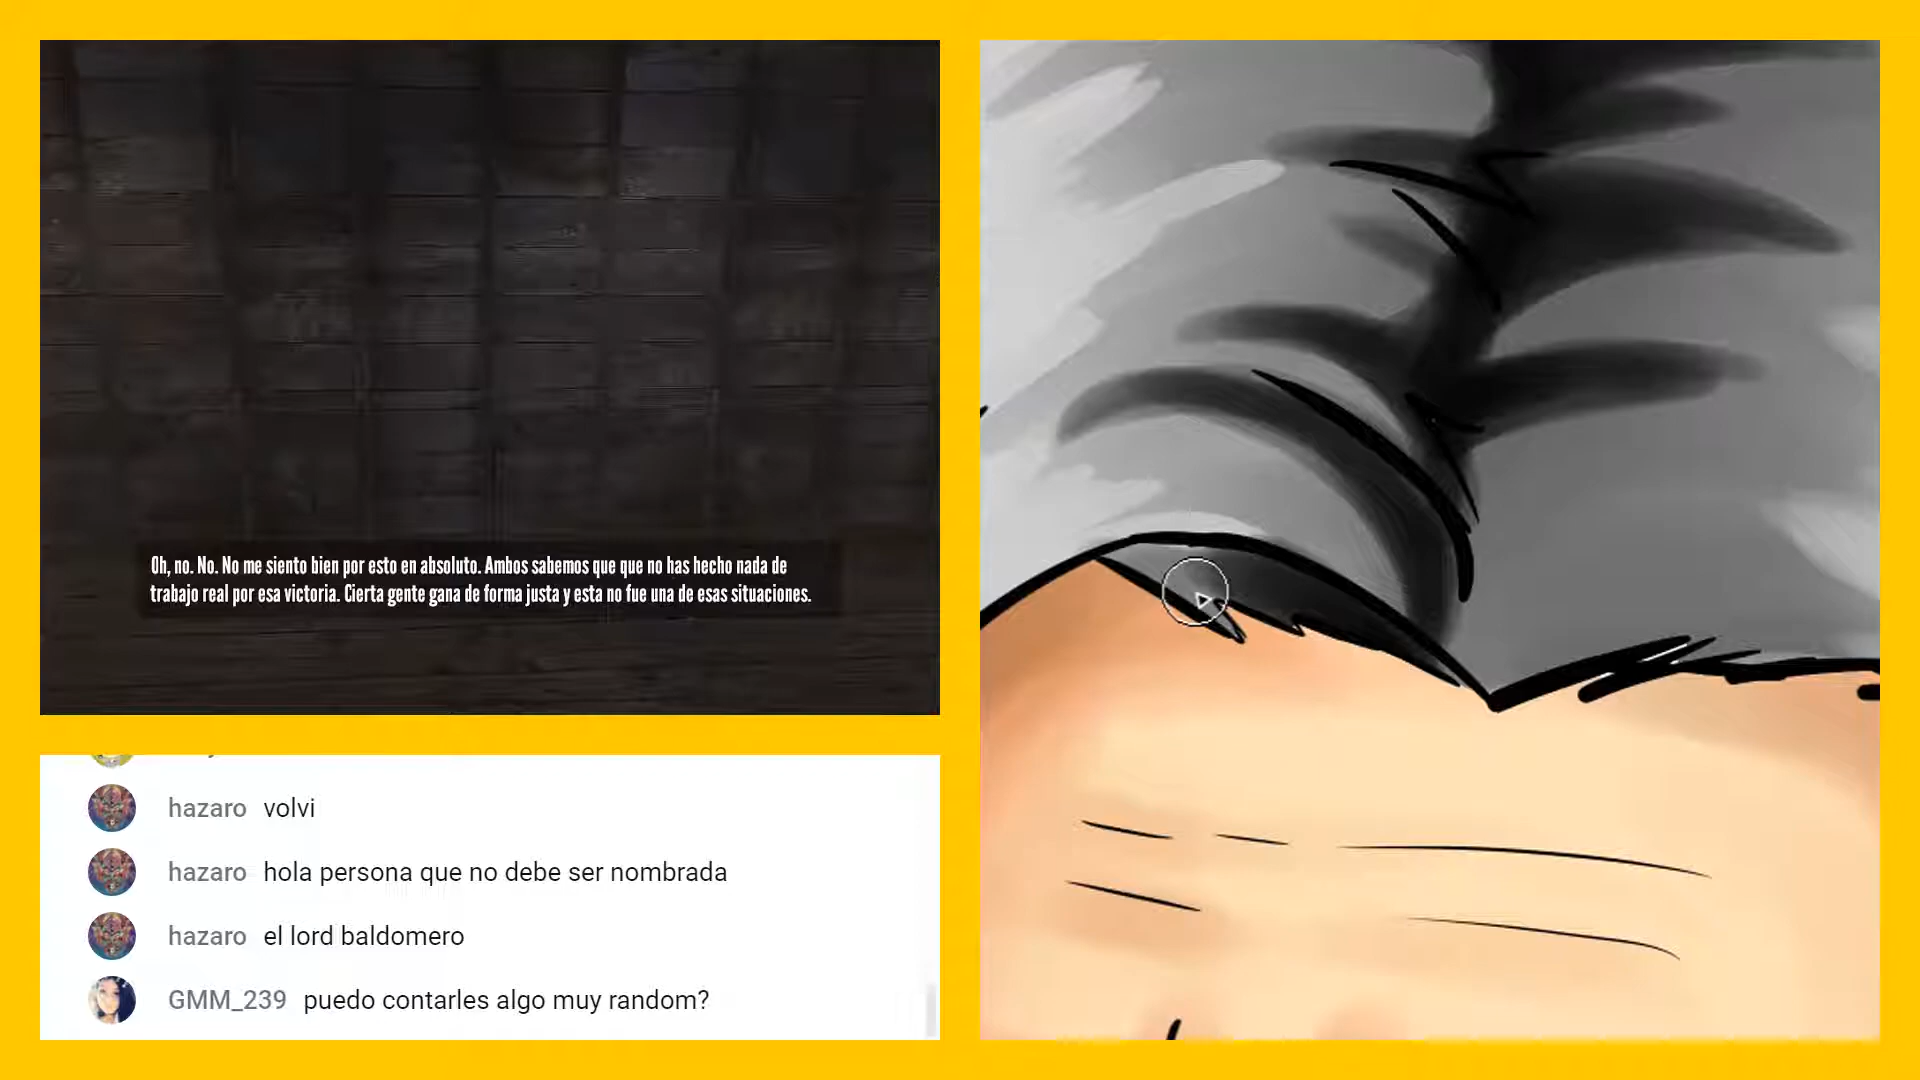 Oh, no. No. No me siento bien por esto en absoluto. Ambos sabemos que que no has hecho nada de
trabajo real por esa victoria. Cierta gente gana de forma justa y esta no fue una de esas situaciones.
hazaro volvi
hazaro hola persona que no debe ser nombrada
hazaro el lord baldomero
GMM_239 puedo contarles algo muy random?